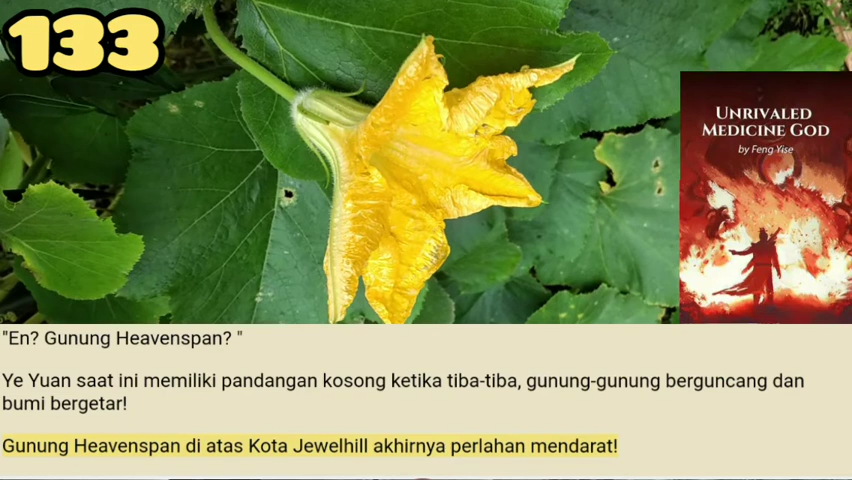 133
UNRIVALED
MEDICINE GOD
by Feng Yise
"En? Gunung Heavenspan? "
Ye Yuan saat ini memiliki pandangan kosong ketika tiba-tiba, gunung-gunung berguncang dan
bumi bergetar!
Gunung Heavenspan di atas Kota Jewelhill akhirnya perlahan mendarat!